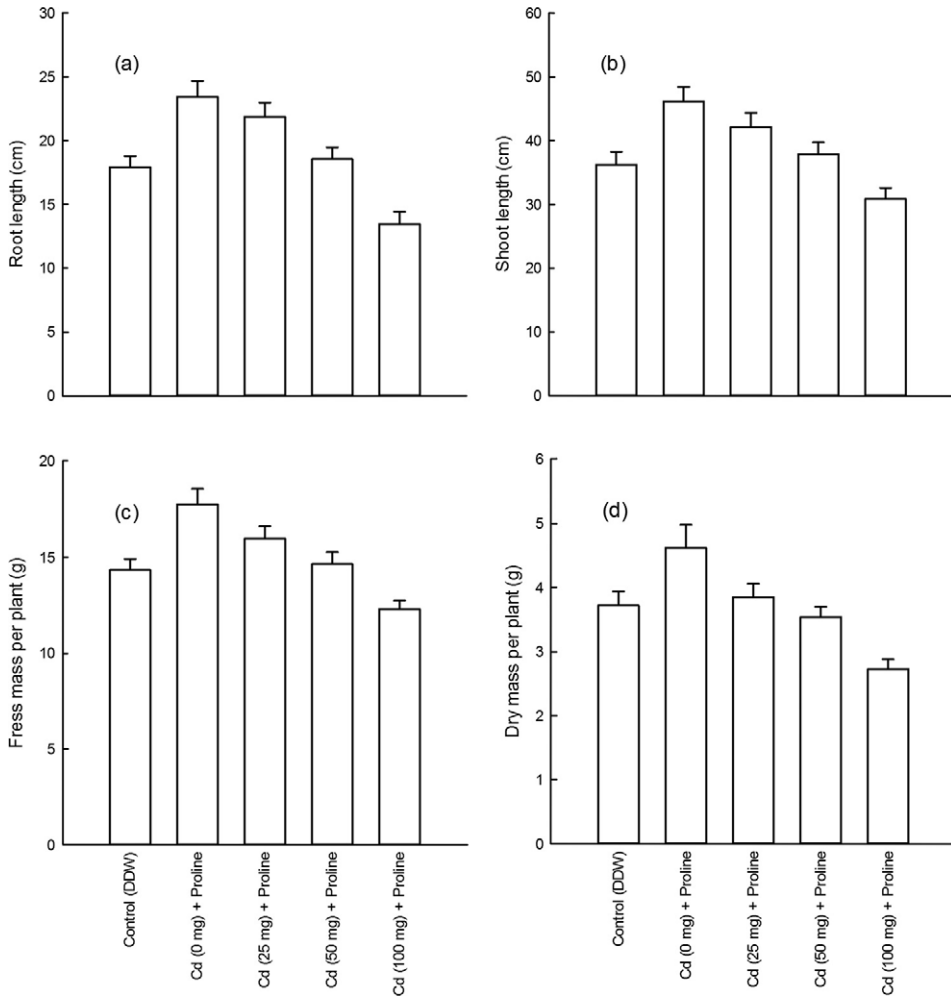 30
25
20
15
10
5
0
Root length (cm)
(a)
60
50
40
30
20
10
0
Shoot length (cm)
(b)
20
15
10
5
0
Fress mass per plant (g)
(c)
Control (DDW)
Cd (0 mg) + Proline
Cd (25 mg) + Proline
Cd (50 mg) + Proline
Cd (100 mg) + Proline
6
5
4
3
2
1
0
Dry mass per plant (g)
(d)
Control (DDW)
Cd (0 mg) + Proline
Cd (25 mg) + Proline
Cd (50 mg) + Proline
Cd (100 mg) + Proline